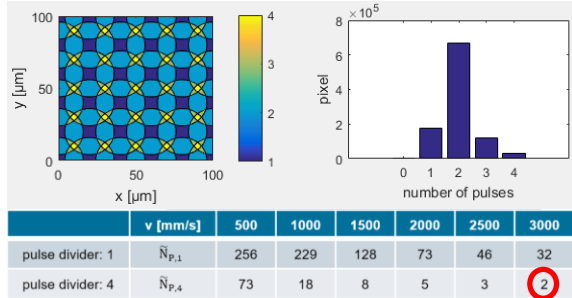 100
50
0
y [µm]
0 50 100
x [µm]
4
3
2
1
×10⁵
8
6
4
2
0
pixel
0 1 2 3 4
number of pulses
v [mm/s] 500 1000 1500 2000 2500 3000
pulse divider: 1 Ñ_P,1 256 229 128 73 46 32
pulse divider: 4 Ñ_P,4 73 18 8 5 3 2